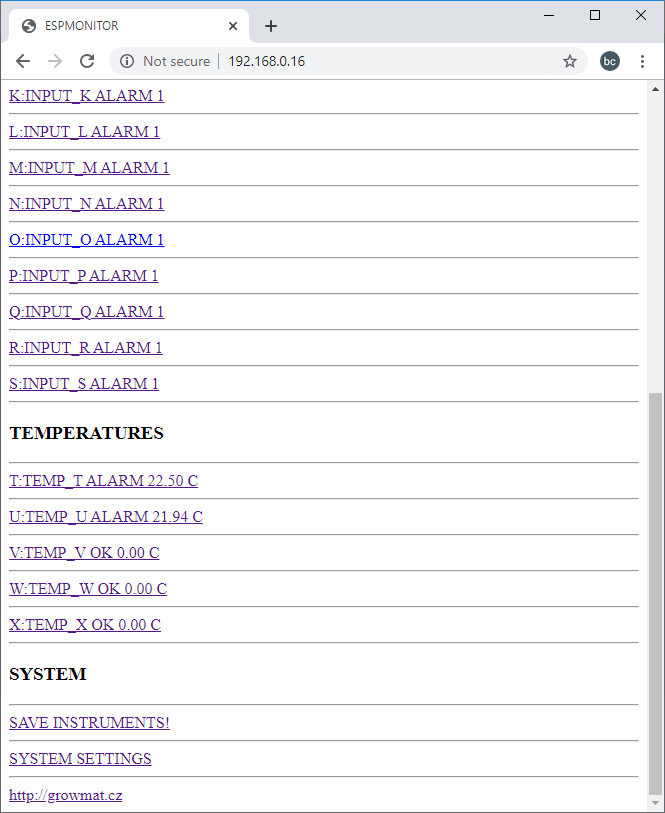 ESPMONITOR
Not secure | 192.168.0.16
bc
K:INPUT_K ALARM 1
L:INPUT_L ALARM 1
M:INPUT_M ALARM 1
N:INPUT_N ALARM 1
O:INPUT_O ALARM 1
P:INPUT_P ALARM 1
Q:INPUT_Q ALARM 1
R:INPUT_R ALARM 1
S:INPUT_S ALARM 1
TEMPERATURES
T:TEMP_T ALARM 22.50 C
U:TEMP_U ALARM 21.94 C
V:TEMP_V OK 0.00 C
W:TEMP_W OK 0.00 C
X:TEMP_X OK 0.00 C
SYSTEM
SAVE INSTRUMENTS!
SYSTEM SETTINGS
http://growmat.cz